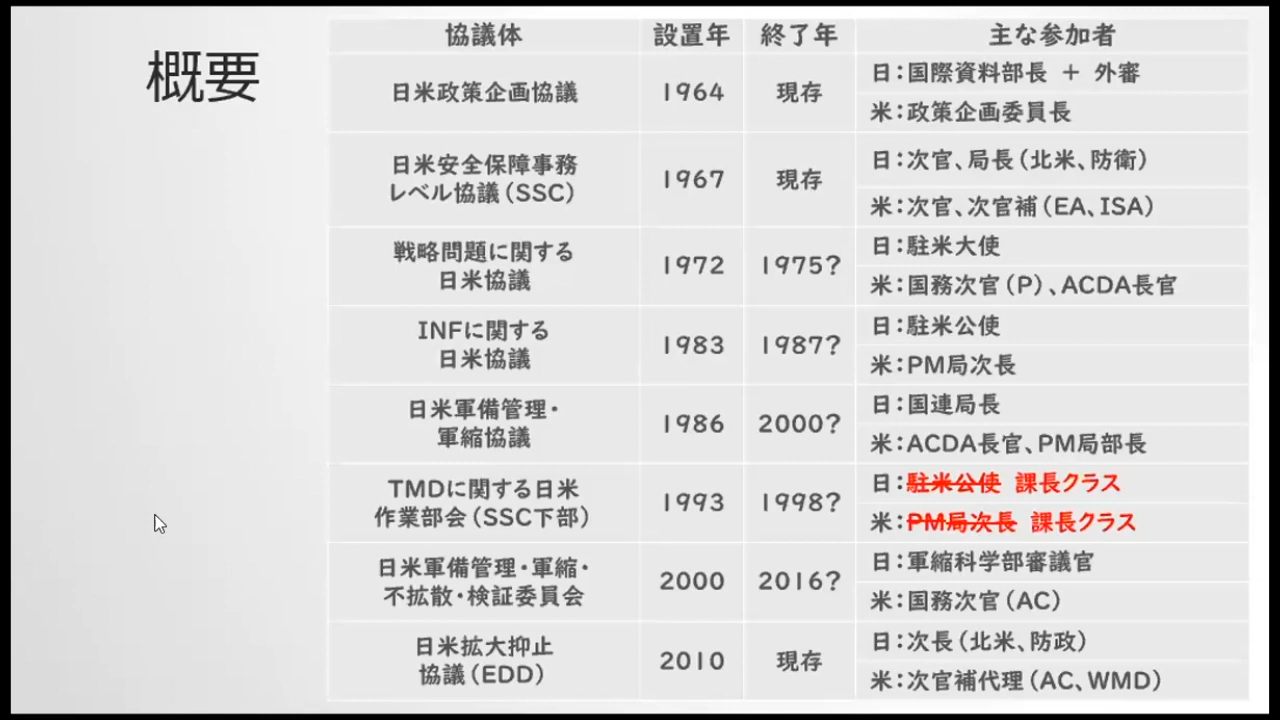 概要
協議体 設置年 終了年 主な参加者
日米政策企画協議 1964 現存 日：国際資料部長 ＋ 外審
米：政策企画委員長
日米安全保障事務
レベル協議（SSC） 1967 現存 日：次官、局長（北米、防衛）
米：次官、次官補（EA、ISA）
戦略問題に関する
日米協議 1972 1975？ 日：駐米大使
米：国務次官（P）、ACDA長官
INFに関する
日米協議 1983 1987？ 日：駐米公使
米：PM局次長
日米軍備管理・
軍縮協議 1986 2000？ 日：国連局長
米：ACDA長官、PM局部長
TMDに関する日米
作業部会（SSC下部） 1993 1998？ 日：駐米公使 課長クラス
米：PM局次長 課長クラス
日米軍備管理・軍縮・
不拡散・検証委員会 2000 2016？ 日：軍縮科学部審議官
米：国務次官（AC）
日米拡大抑止
協議（EDD） 2010 現存 日：次長（北米、防政）
米：次官補代理（AC、WMD）